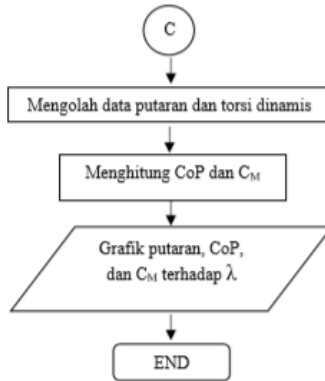 C
Mengolah data putaran dan torsi dinamis
Menghitung CoP dan C_M
Grafik putaran, CoP,
dan C_M terhadap λ
END